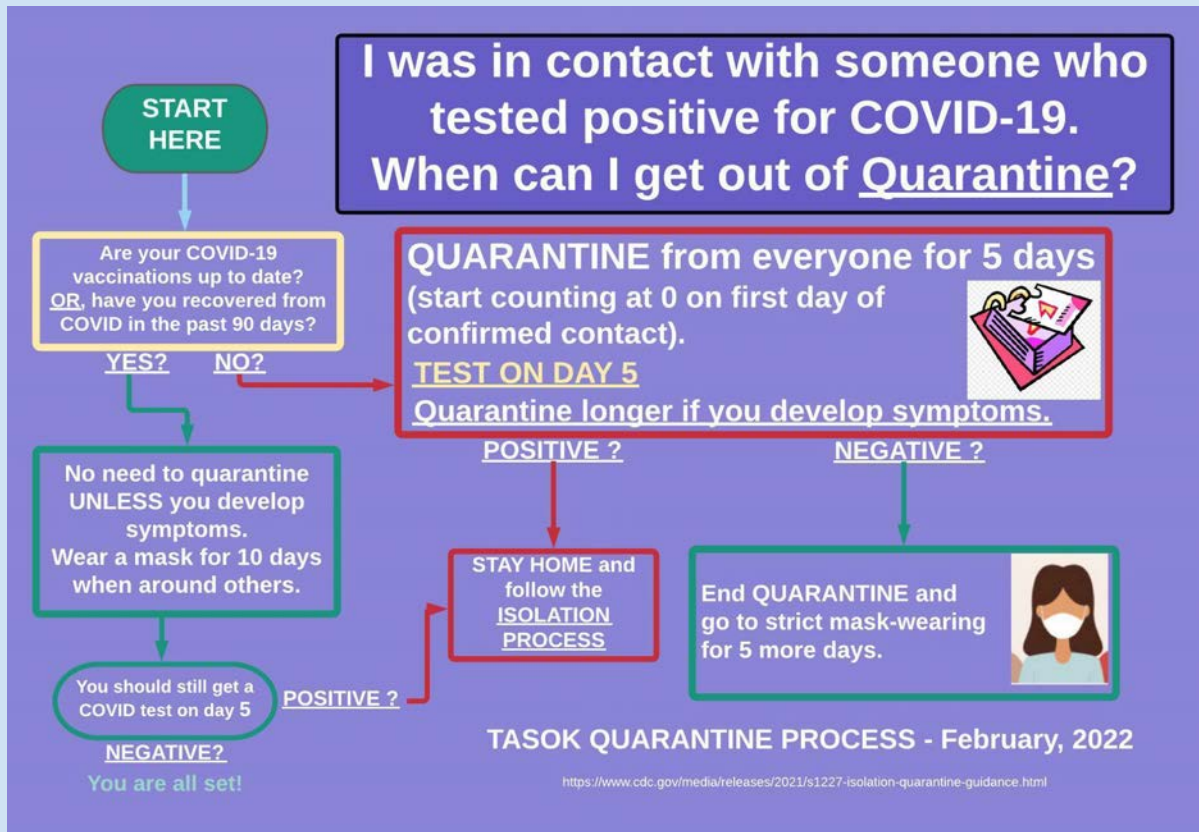 I was in contact with someone who
tested positive for COVID-19.
When can I get out of Quarantine?
START
HERE
Are your COVID-19
vaccinations up to date?
OR, have you recovered from
COVID in the past 90 days?
YES?
NO?
QUARANTINE from everyone for 5 days
(start counting at 0 on first day of
confirmed contact).
TEST ON DAY 5
Quarantine longer if you develop symptoms.
POSITIVE ?
NEGATIVE ?
No need to quarantine
UNLESS you develop
symptoms.
Wear a mask for 10 days
when around others.
STAY HOME and
follow the
ISOLATION
PROCESS
End QUARANTINE and
go to strict mask-wearing
for 5 more days.
You should still get a
COVID test on day 5
POSITIVE ?
NEGATIVE?
You are all set!
TASOK QUARANTINE PROCESS - February, 2022
https://www.cdc.gov/media/releases/2021/s1227-isolation-quarantine-guidance.html